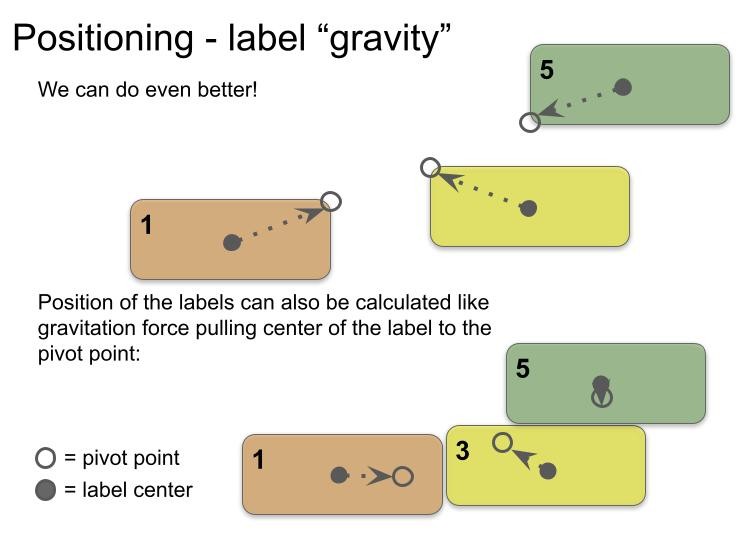 Positioning - label “gravity”
We can do even better!
5
1
Position of the labels can also be calculated like
gravitation force pulling center of the label to the
pivot point:
5
1
3
= pivot point
= label center